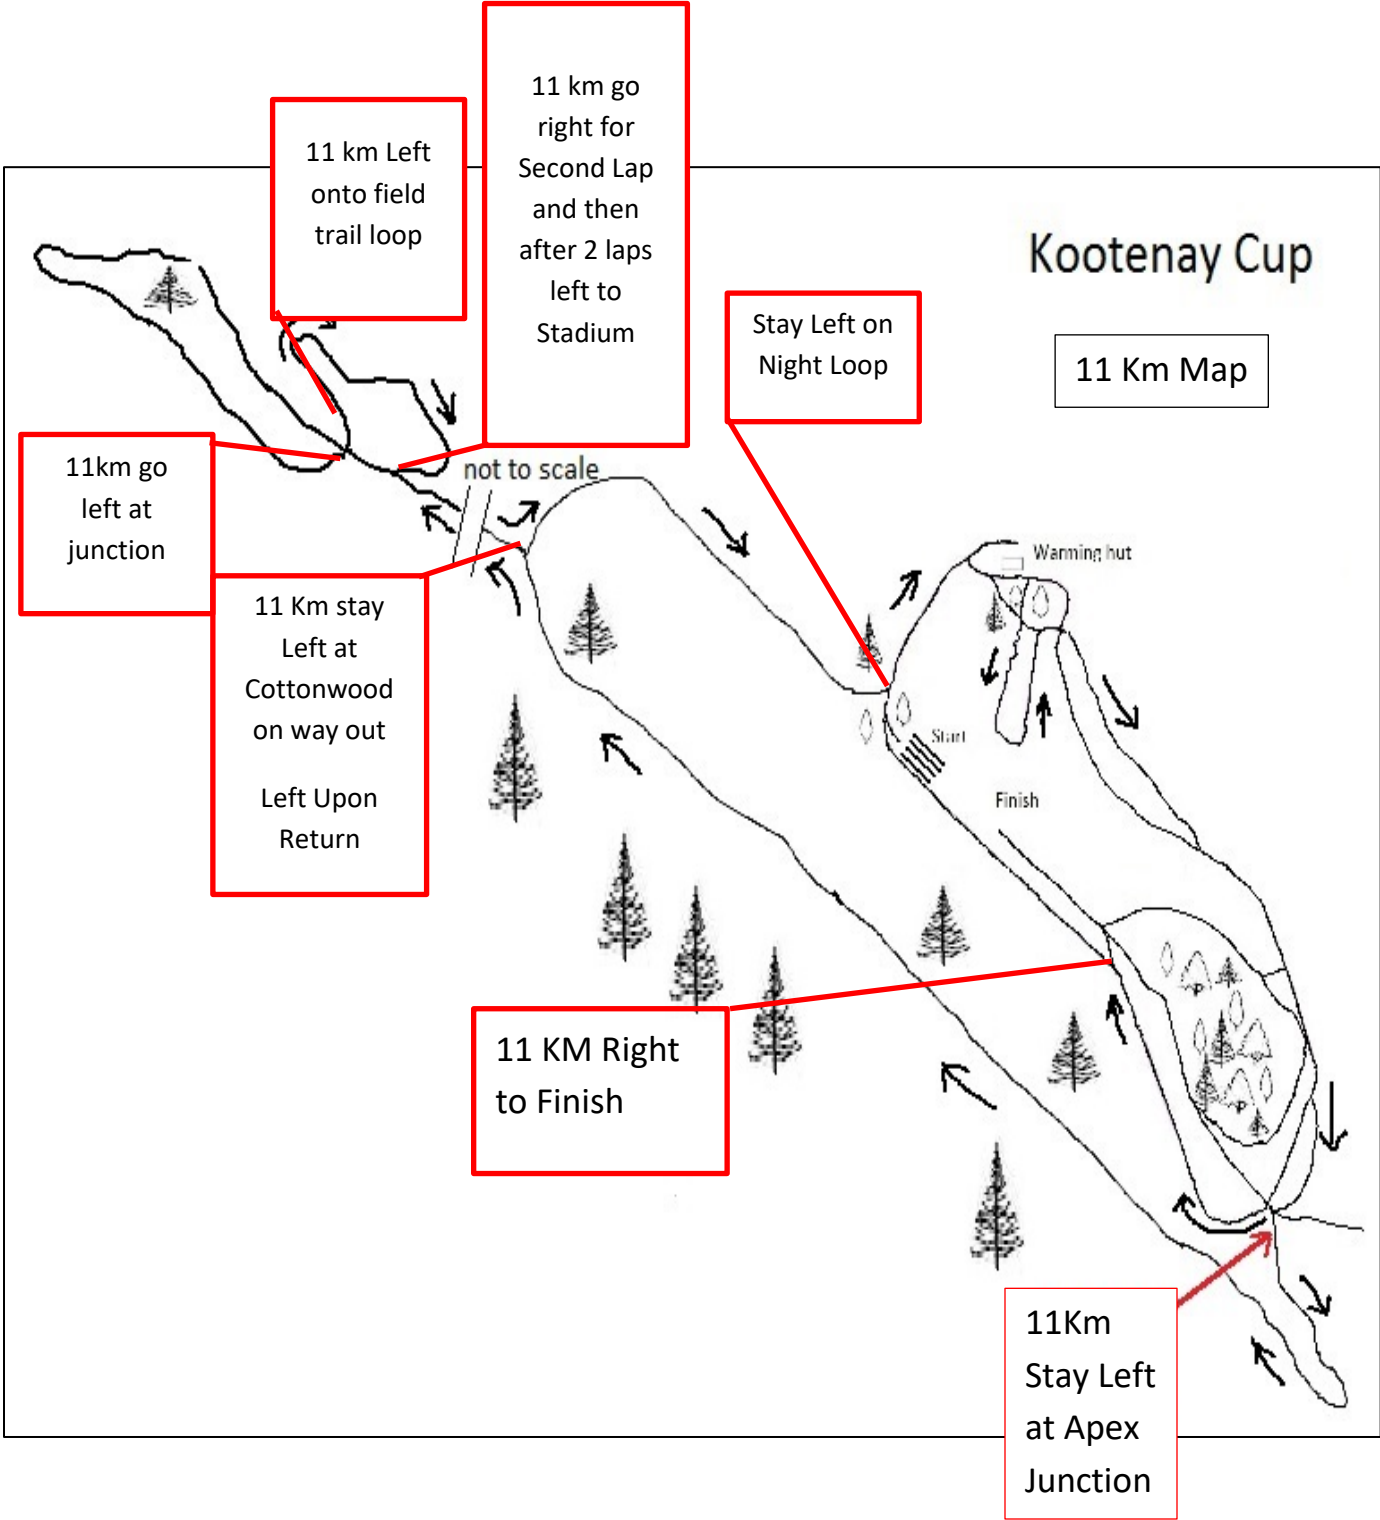 11 km go
right for
Second Lap
and then
after 2 laps
left to
Stadium
11 km Left
onto field
trail loop
Kootenay Cup
Stay Left on
Night Loop
11 Km Map
11km go
left at
junction
not to scale
Warming hut
11 Km stay
Left at
Cottonwood
on way out
Left Upon
Return
Start
Finish
11 KM Right
to Finish
11Km
Stay Left
at Apex
Junction